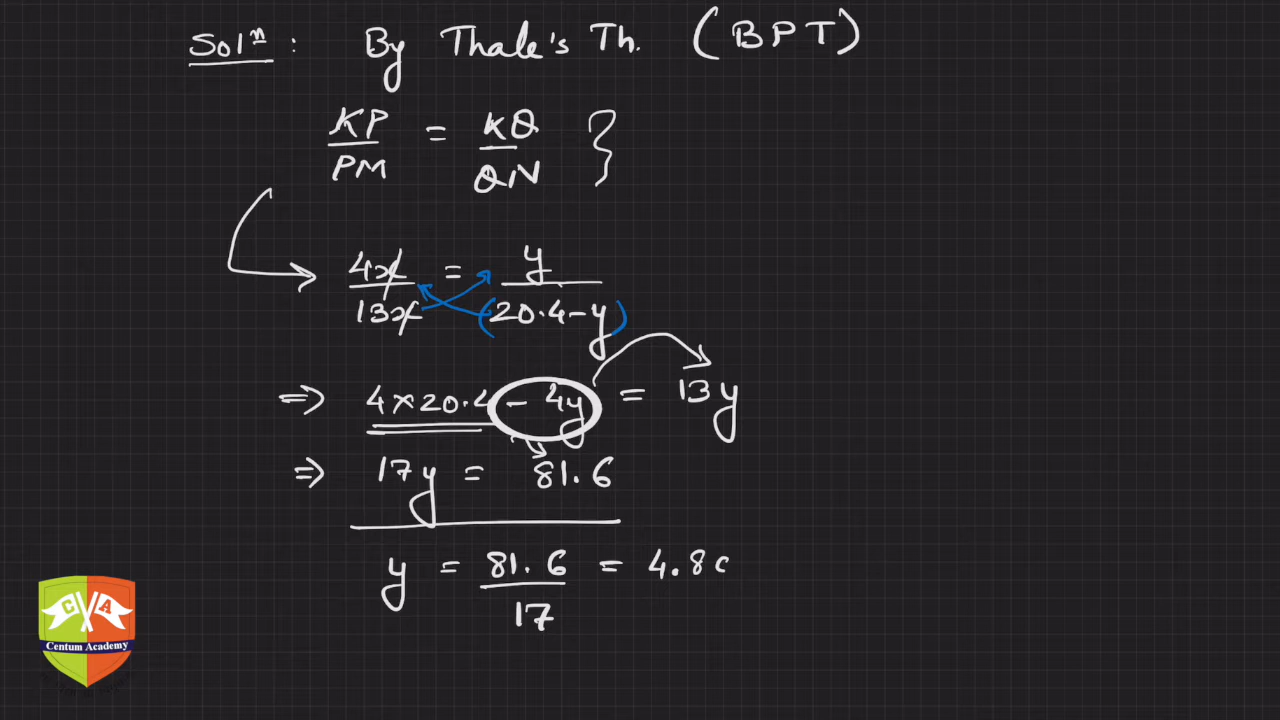 Solⁿ : By Thale's Th. (BPT)
KP/PM = KQ/QN }
4x/13x = y/(20.4-y)
⇒ 4×20.4 - 4y = 13y
⇒ 17y = 81.6
y = 81.6/17 = 4.8c
CA
Centum Academy